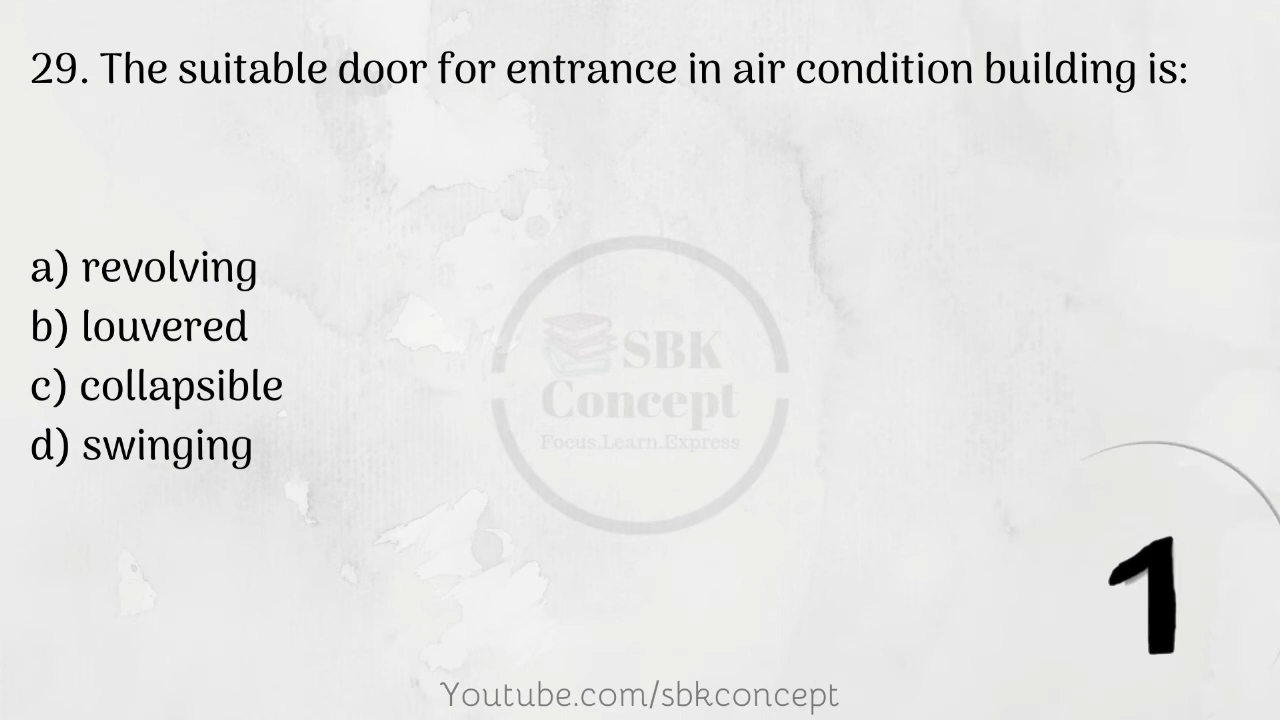 29. The suitable door for entrance in air condition building is:
a) revolving
b) louvered
c) collapsible
d) swinging
SBK
Concept
Focus.Learn.Express
1
Youtube.com/sbkconcept